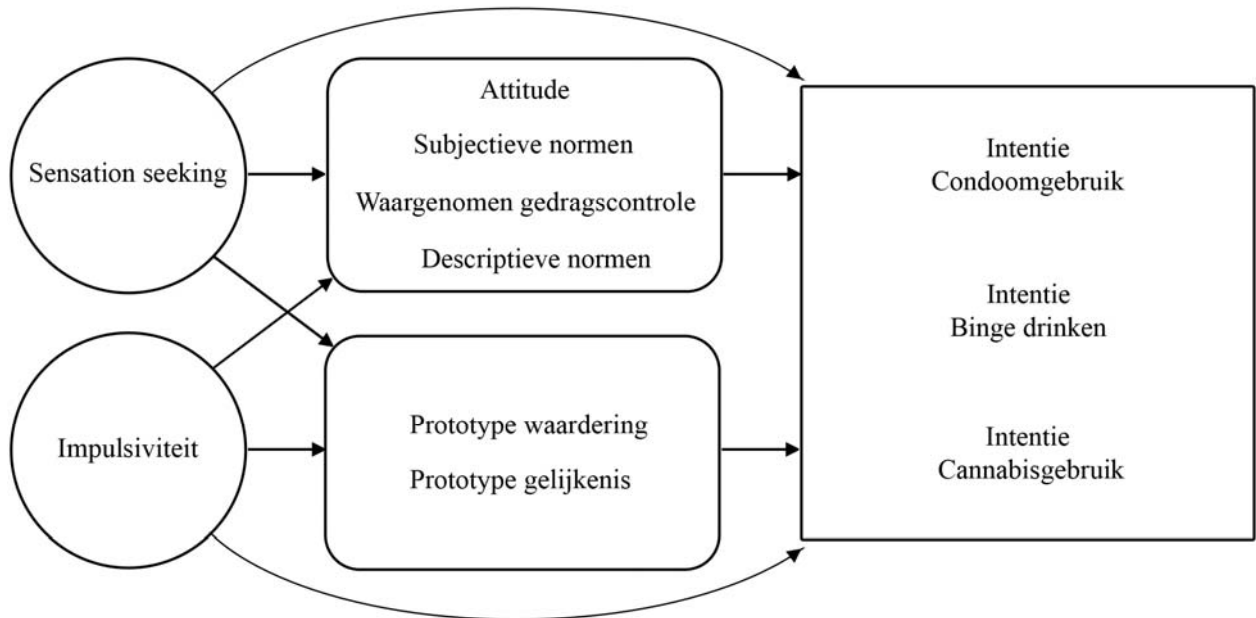 Sensation seeking
Impulsiviteit
Attitude
Subjectieve normen
Waargenomen gedragscontrole
Descriptieve normen
Prototype waardering
Prototype gelijkenis
Intentie
Condoomgebruik
Intentie
Binge drinken
Intentie
Cannabisgebruik